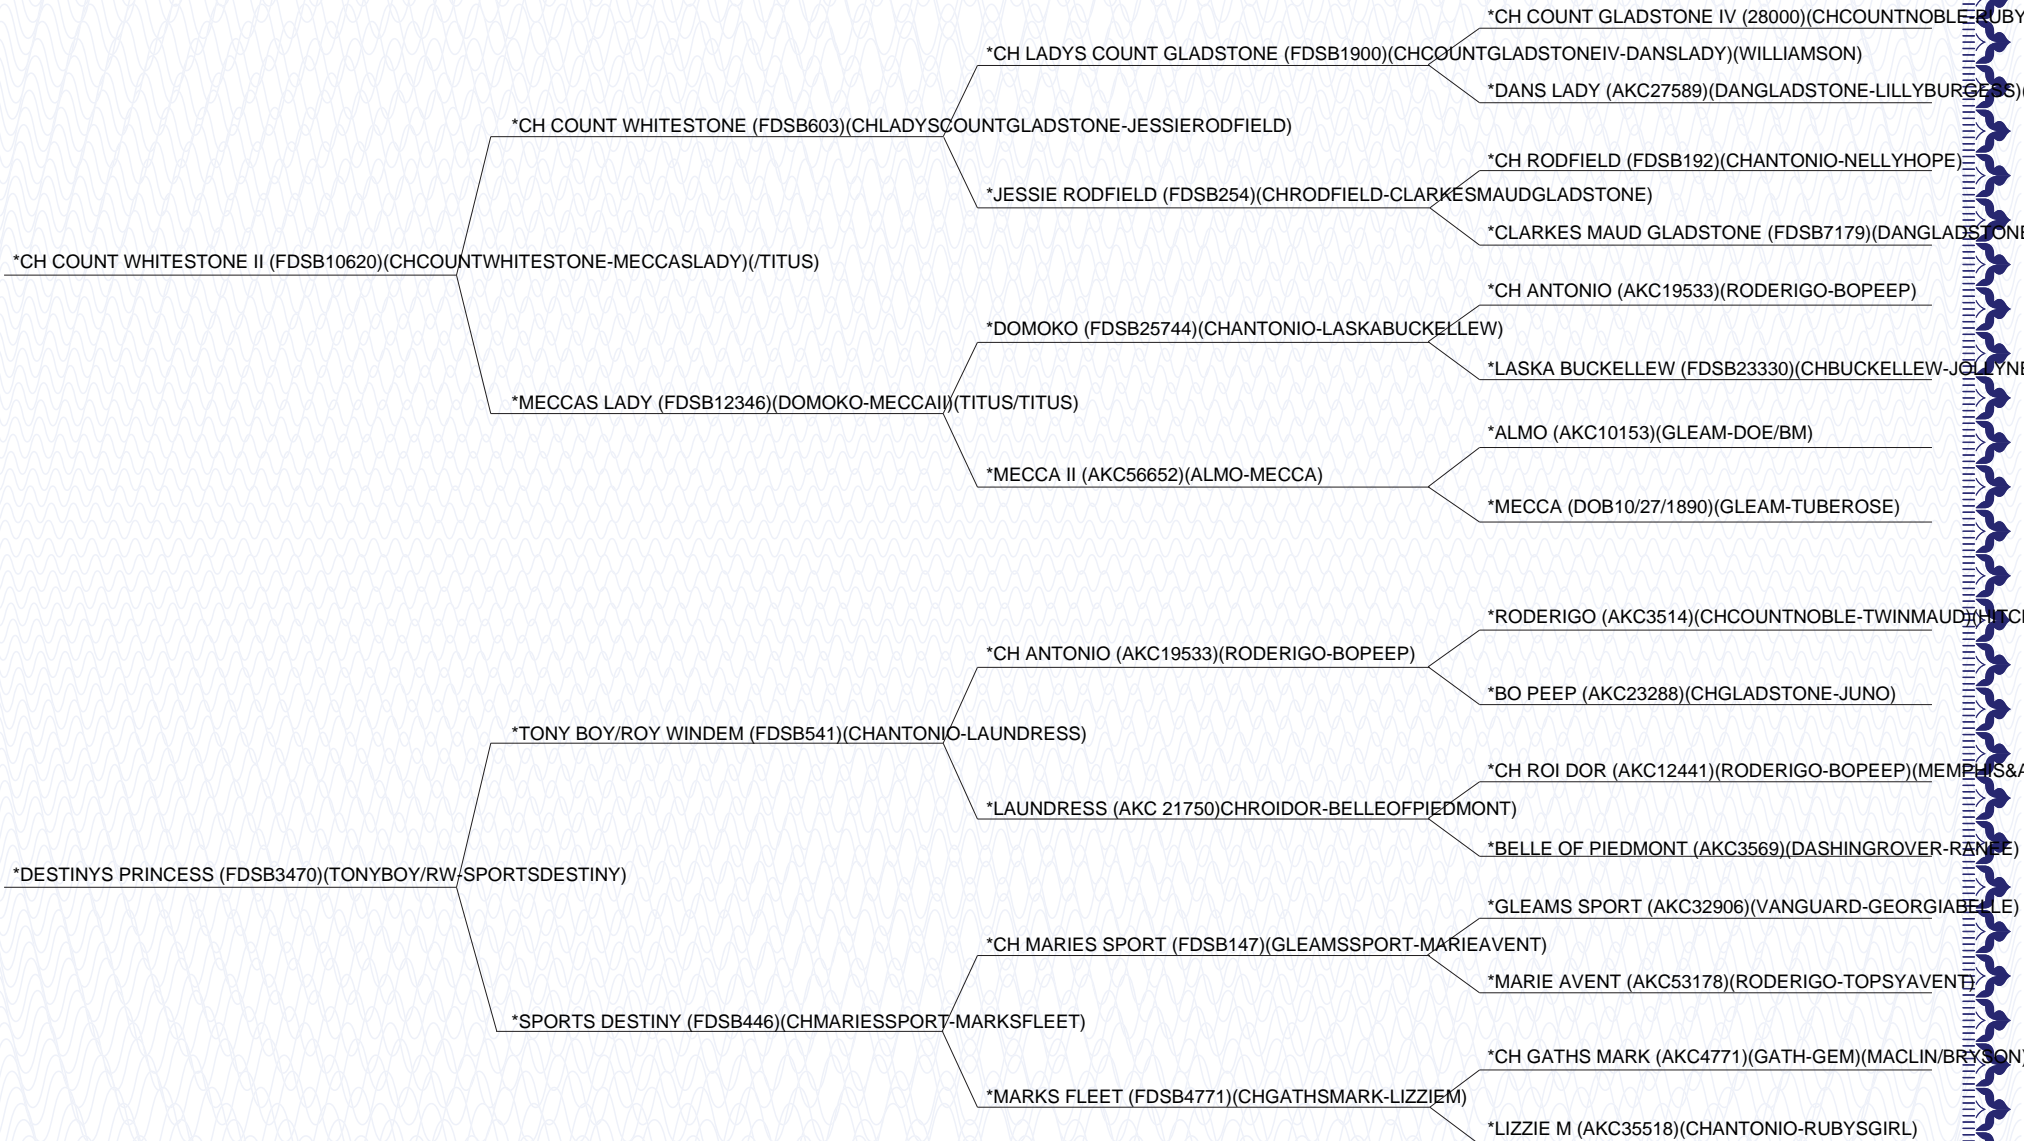 *CH COUNT GLADSTONE IV (28000)(CHCOUNTNOBLE-RUBY
*CH LADYS COUNT GLADSTONE (FDSB1900)(CHCOUNTGLADSTONEIV-DANSLADY)(WILLIAMSON)
*DANS LADY (AKC27589)(DANGLADSTONE-LILLYBURGESS)(
*CH COUNT WHITESTONE (FDSB603)(CHLADYSCOUNTGLADSTONE-JESSIERODFIELD)
*CH RODFIELD (FDSB192)(CHANTONIO-NELLYHOPE)
*JESSIE RODFIELD (FDSB254)(CHRODFIELD-CLARKESMAUDGLADSTONE)
*CLARKES MAUD GLADSTONE (FDSB7179)(DANGLADSTONE
*CH COUNT WHITESTONE II (FDSB10620)(CHCOUNTWHITESTONE-MECCASLADY)(/TITUS)
*CH ANTONIO (AKC19533)(RODERIGO-BOPEEP)
*DOMOKO (FDSB25744)(CHANTONIO-LASKABUCKELLEW)
*LASKA BUCKELLEW (FDSB23330)(CHBUCKELLEW-JOLLYNE
*MECCAS LADY (FDSB12346)(DOMOKO-MECCAII)(TITUS/TITUS)
*ALMO (AKC10153)(GLEAM-DOE/BM)
*MECCA II (AKC56652)(ALMO-MECCA)
*MECCA (DOB10/27/1890)(GLEAM-TUBEROSE)
*RODERIGO (AKC3514)(CHCOUNTNOBLE-TWINMAUD)(HITC
*CH ANTONIO (AKC19533)(RODERIGO-BOPEEP)
*BO PEEP (AKC23288)(CHGLADSTONE-JUNO)
*TONY BOY/ROY WINDEM (FDSB541)(CHANTONIO-LAUNDRESS)
*CH ROI DOR (AKC12441)(RODERIGO-BOPEEP)(MEMPHIS&A
*LAUNDRESS (AKC 21750)CHROIDOR-BELLEOFPIEDMONT)
*BELLE OF PIEDMONT (AKC3569)(DASHINGROVER-RANEE)
*DESTINYS PRINCESS (FDSB3470)(TONYBOY/RW-SPORTSDESTINY)
*GLEAMS SPORT (AKC32906)(VANGUARD-GEORGIABELLE)
*CH MARIES SPORT (FDSB147)(GLEAMSSPORT-MARIEAVENT)
*MARIE AVENT (AKC53178)(RODERIGO-TOPSYAVENT)
*SPORTS DESTINY (FDSB446)(CHMARIESSPORT-MARKSFLEET)
*CH GATHS MARK (AKC4771)(GATH-GEM)(MACLIN/BRYSON)
*MARKS FLEET (FDSB4771)(CHGATHSMARK-LIZZIEM)
*LIZZIE M (AKC35518)(CHANTONIO-RUBYSGIRL)